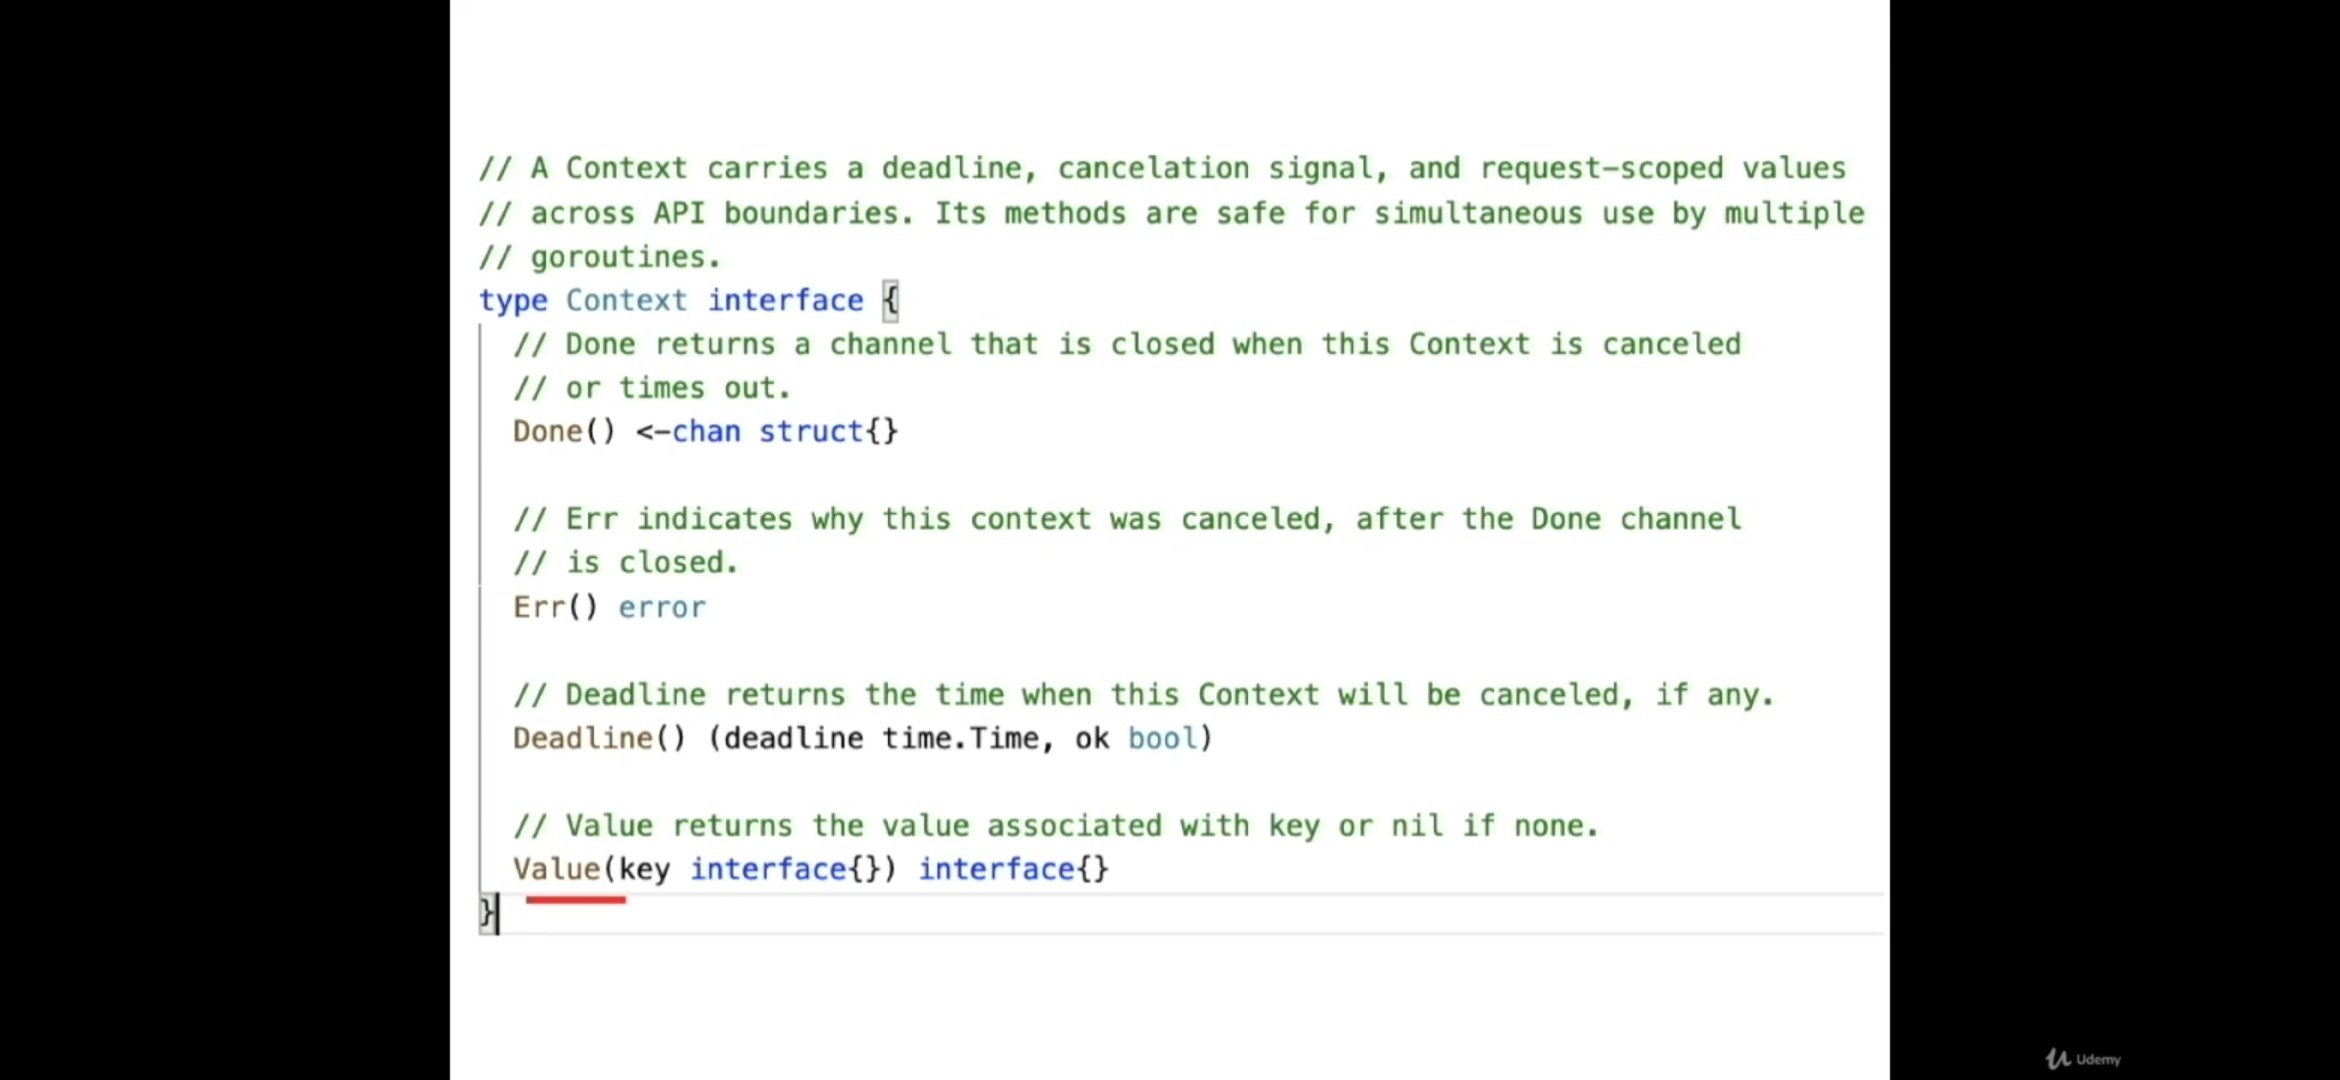 // A Context carries a deadline, cancelation signal, and request-scoped values
// across API boundaries. Its methods are safe for simultaneous use by multiple
// goroutines.
type Context interface {
// Done returns a channel that is closed when this Context is canceled
// or times out.
Done() <-chan struct{}
// Err indicates why this context was canceled, after the Done channel
// is closed.
Err() error
// Deadline returns the time when this Context will be canceled, if any.
Deadline() (deadline time.Time, ok bool)
// Value returns the value associated with key or nil if none.
Value(key interface{}) interface{}
}
Udemy